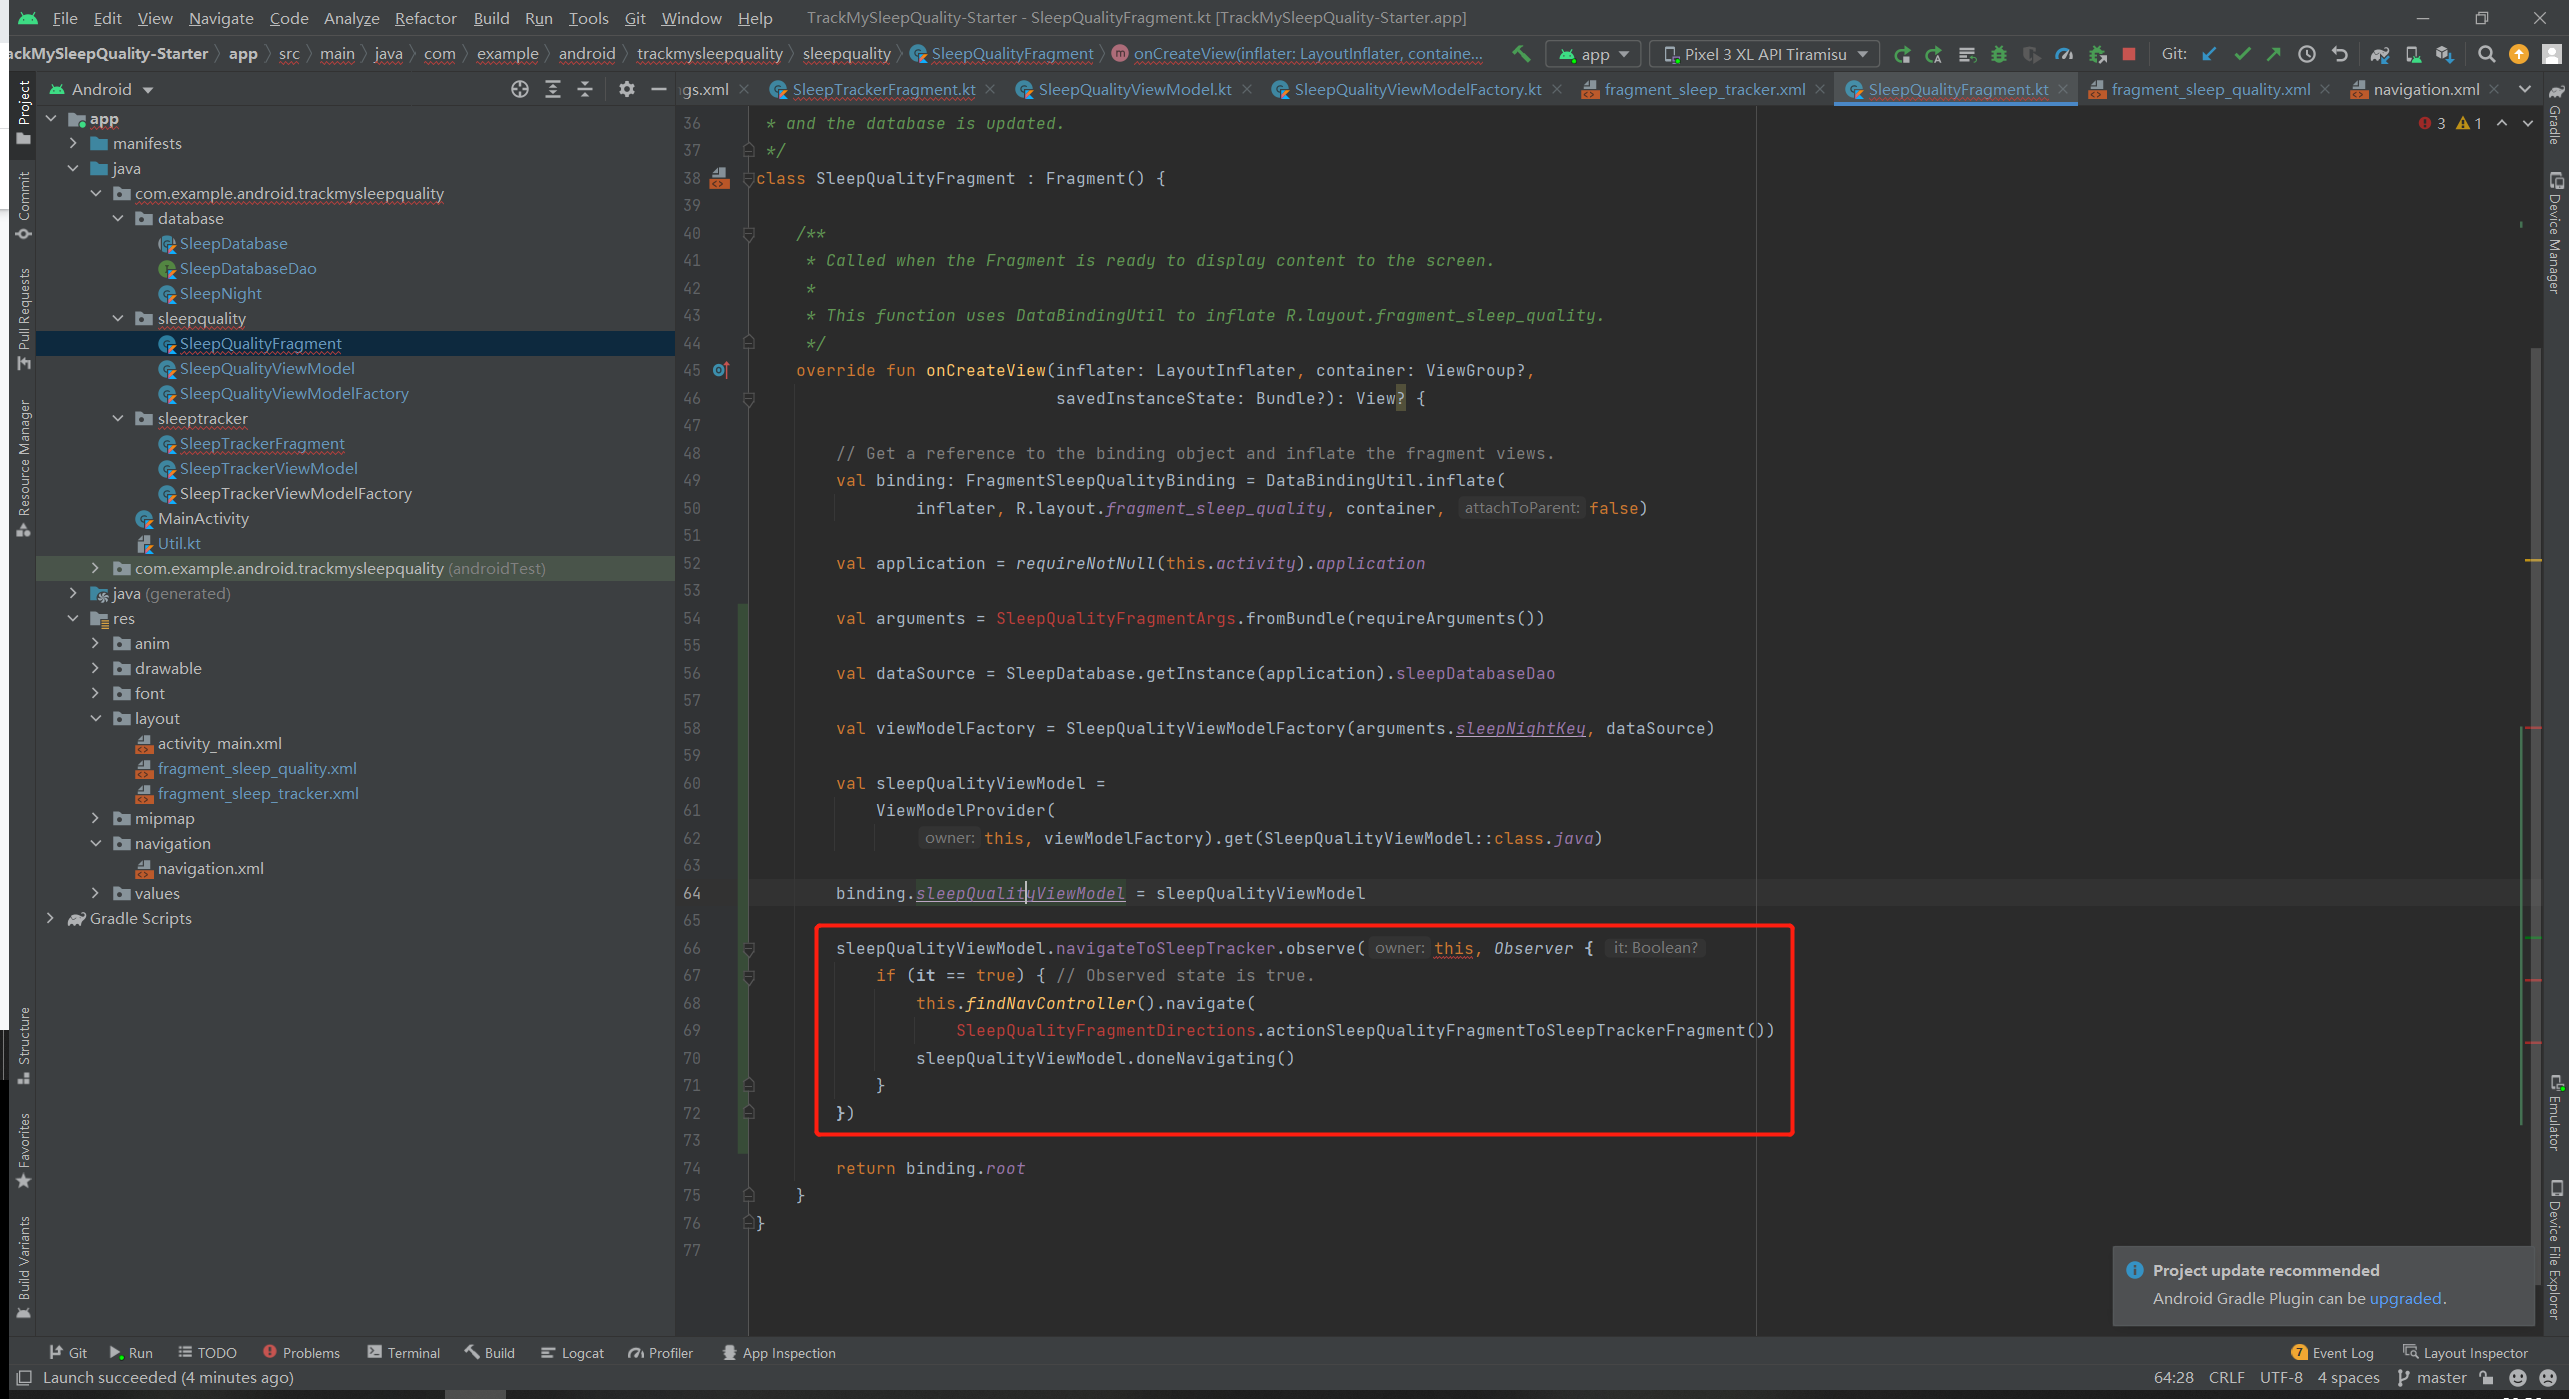 File Edit View Navigate Code Analyze Refactor Build Run Tools Git Window Help TrackMySleepQuality-Starter - SleepQualityFragment.kt [TrackMySleepQuality-Starter.app]
ackMySleepQuality-Starter app src main java com example android trackmysleepquality sleepquality SleepQualityFragment onCreateView(inflater: LayoutInflater, containe... app Pixel 3 XL API Tiramisu Git:
Android
gs.xml SleepTrackerFragment.kt SleepQualityViewModel.kt SleepQualityViewModelFactory.kt fragment_sleep_tracker.xml SleepQualityFragment.kt fragment_sleep_quality.xml navigation.xml
Project
Commit
Pull Requests
Resource Manager
Structure
Favorites
Build Variants
app
manifests
java
com.example.android.trackmysleepquality
database
SleepDatabase
SleepDatabaseDao
SleepNight
sleepquality
SleepQualityFragment
SleepQualityViewModel
SleepQualityViewModelFactory
sleeptracker
SleepTrackerFragment
SleepTrackerViewModel
SleepTrackerViewModelFactory
MainActivity
Util.kt
com.example.android.trackmysleepquality (androidTest)
java (generated)
res
anim
drawable
font
layout
activity_main.xml
fragment_sleep_quality.xml
fragment_sleep_tracker.xml
mipmap
navigation
navigation.xml
values
Gradle Scripts
3 1
36 * and the database is updated.
37 */
38 class SleepQualityFragment : Fragment() {
39
40 /**
41 * Called when the Fragment is ready to display content to the screen.
42 *
43 * This function uses DataBindingUtil to inflate R.layout.fragment_sleep_quality.
44 */
45 override fun onCreateView(inflater: LayoutInflater, container: ViewGroup?,
46 savedInstanceState: Bundle?): View? {
47
48 // Get a reference to the binding object and inflate the fragment views.
49 val binding: FragmentSleepQualityBinding = DataBindingUtil.inflate(
50 inflater, R.layout.fragment_sleep_quality, container, attachToParent: false)
51
52 val application = requireNotNull(this.activity).application
53
54 val arguments = SleepQualityFragmentArgs.fromBundle(requireArguments())
55
56 val dataSource = SleepDatabase.getInstance(application).sleepDatabaseDao
57
58 val viewModelFactory = SleepQualityViewModelFactory(arguments.sleepNightKey, dataSource)
59
60 val sleepQualityViewModel =
61 ViewModelProvider(
62 owner: this, viewModelFactory).get(SleepQualityViewModel::class.java)
63
64 binding.sleepQualityViewModel = sleepQualityViewModel
65
66 sleepQualityViewModel.navigateToSleepTracker.observe( owner: this, Observer { it: Boolean?
67 if (it == true) { // Observed state is true.
68 this.findNavController().navigate(
69 SleepQualityFragmentDirections.actionSleepQualityFragmentToSleepTrackerFragment())
70 sleepQualityViewModel.doneNavigating()
71 }
72 })
73
74 return binding.root
75 }
76 }
77
Gradle
Device Manager
Emulator
Device File Explorer
Project update recommended
Android Gradle Plugin can be upgraded.
Git Run TODO Problems Terminal Build Logcat Profiler App Inspection 7 Event Log Layout Inspector
Launch succeeded (4 minutes ago) 64:28 CRLF UTF-8 4 spaces master